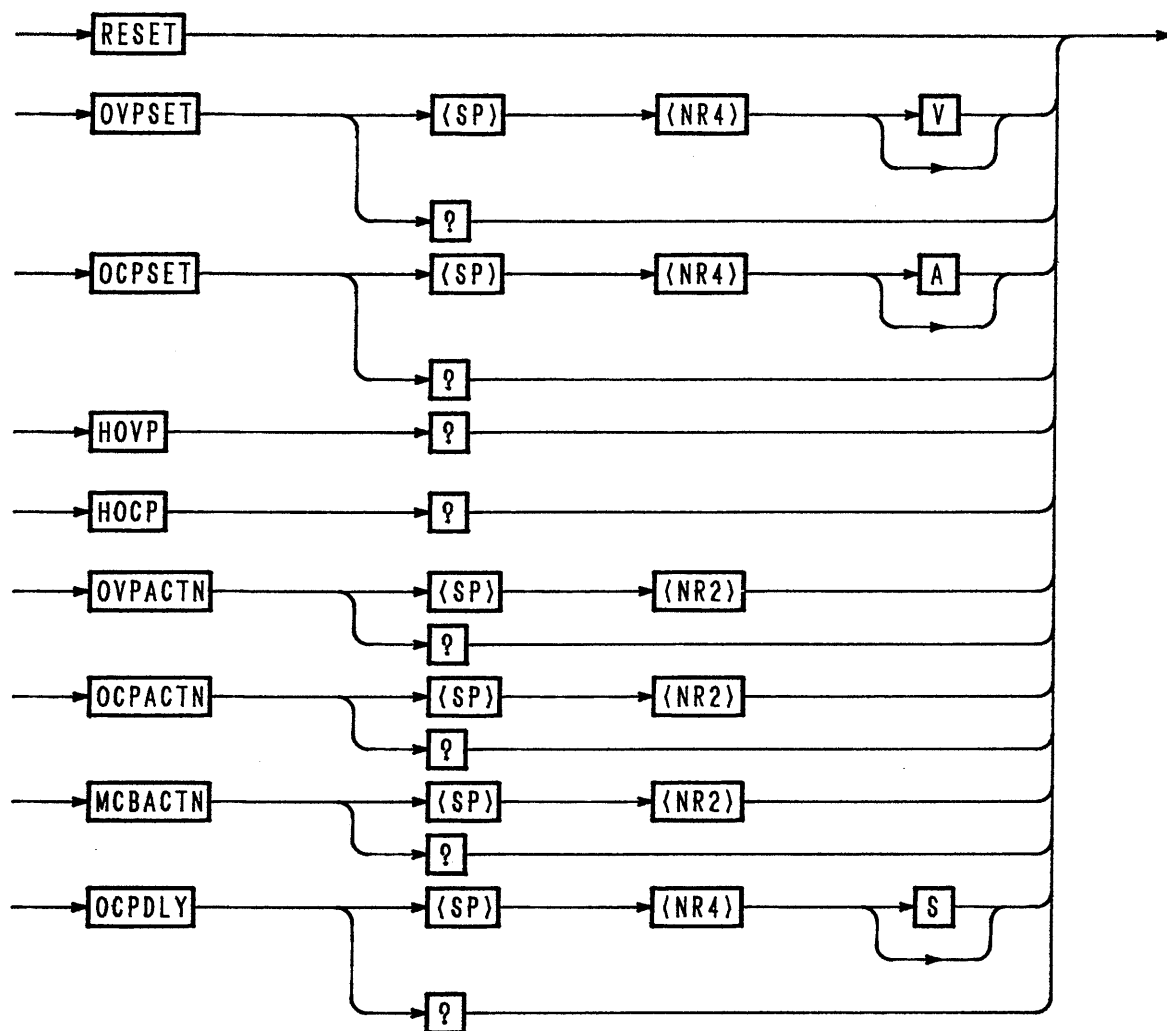 RESET
OVPSET ⟨SP⟩ ⟨NR4⟩ V
?
OCPSET ⟨SP⟩ ⟨NR4⟩ A
?
HOVP ?
HOCP ?
OVPACTN ⟨SP⟩ ⟨NR2⟩
?
OCPACTN ⟨SP⟩ ⟨NR2⟩
?
MCBACTN ⟨SP⟩ ⟨NR2⟩
?
OCPDLY ⟨SP⟩ ⟨NR4⟩ S
?